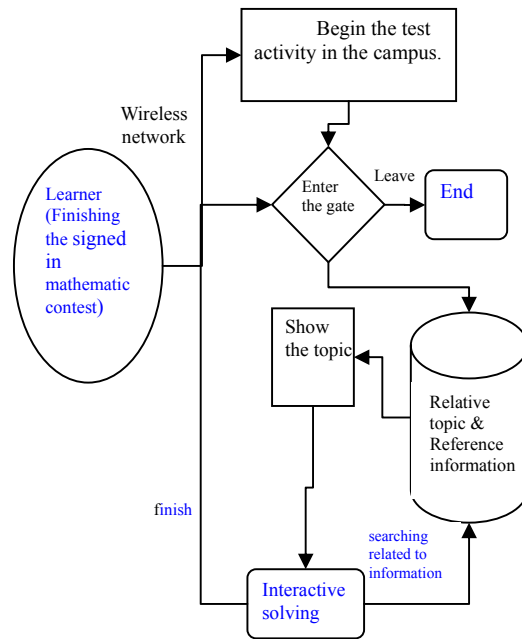 Begin the test
activity in the campus.
Wireless
network
Learner
(Finishing
the signed
in
mathematic
contest)
Enter
the gate
Leave
End
Show
the topic
Relative
topic &
Reference
information
finish
searching
related to
information
Interactive
solving